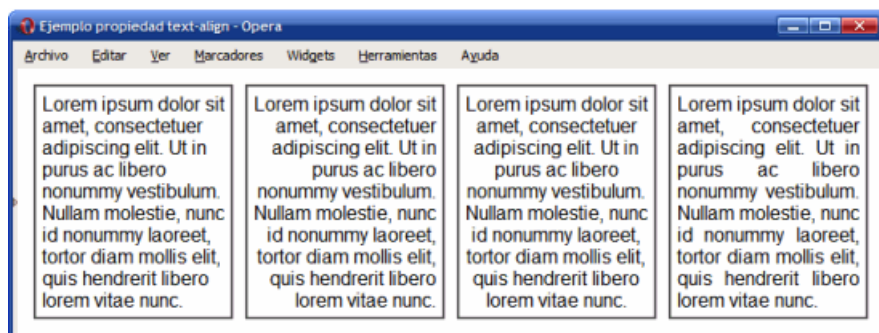 Ejemplo propiedad text-align - Opera
Archivo Editar Ver Marcadores Widgets Herramientas Ayuda
Lorem ipsum dolor sit
amet, consectetuer
adipiscing elit. Ut in
purus ac libero
nonummy vestibulum.
Nullam molestie, nunc
id nonummy laoreet,
tortor diam mollis elit,
quis hendrerit libero
lorem vitae nunc.
Lorem ipsum dolor sit
amet, consectetuer
adipiscing elit. Ut in
purus ac libero
nonummy vestibulum.
Nullam molestie, nunc
id nonummy laoreet,
tortor diam mollis elit,
quis hendrerit libero
lorem vitae nunc.
Lorem ipsum dolor sit
amet, consectetuer
adipiscing elit. Ut in
purus ac libero
nonummy vestibulum.
Nullam molestie, nunc
id nonummy laoreet,
tortor diam mollis elit,
quis hendrerit libero
lorem vitae nunc.
Lorem ipsum dolor sit
amet, consectetuer
adipiscing elit. Ut in
purus ac libero
nonummy vestibulum.
Nullam molestie, nunc
id nonummy laoreet,
tortor diam mollis elit,
quis hendrerit libero
lorem vitae nunc.